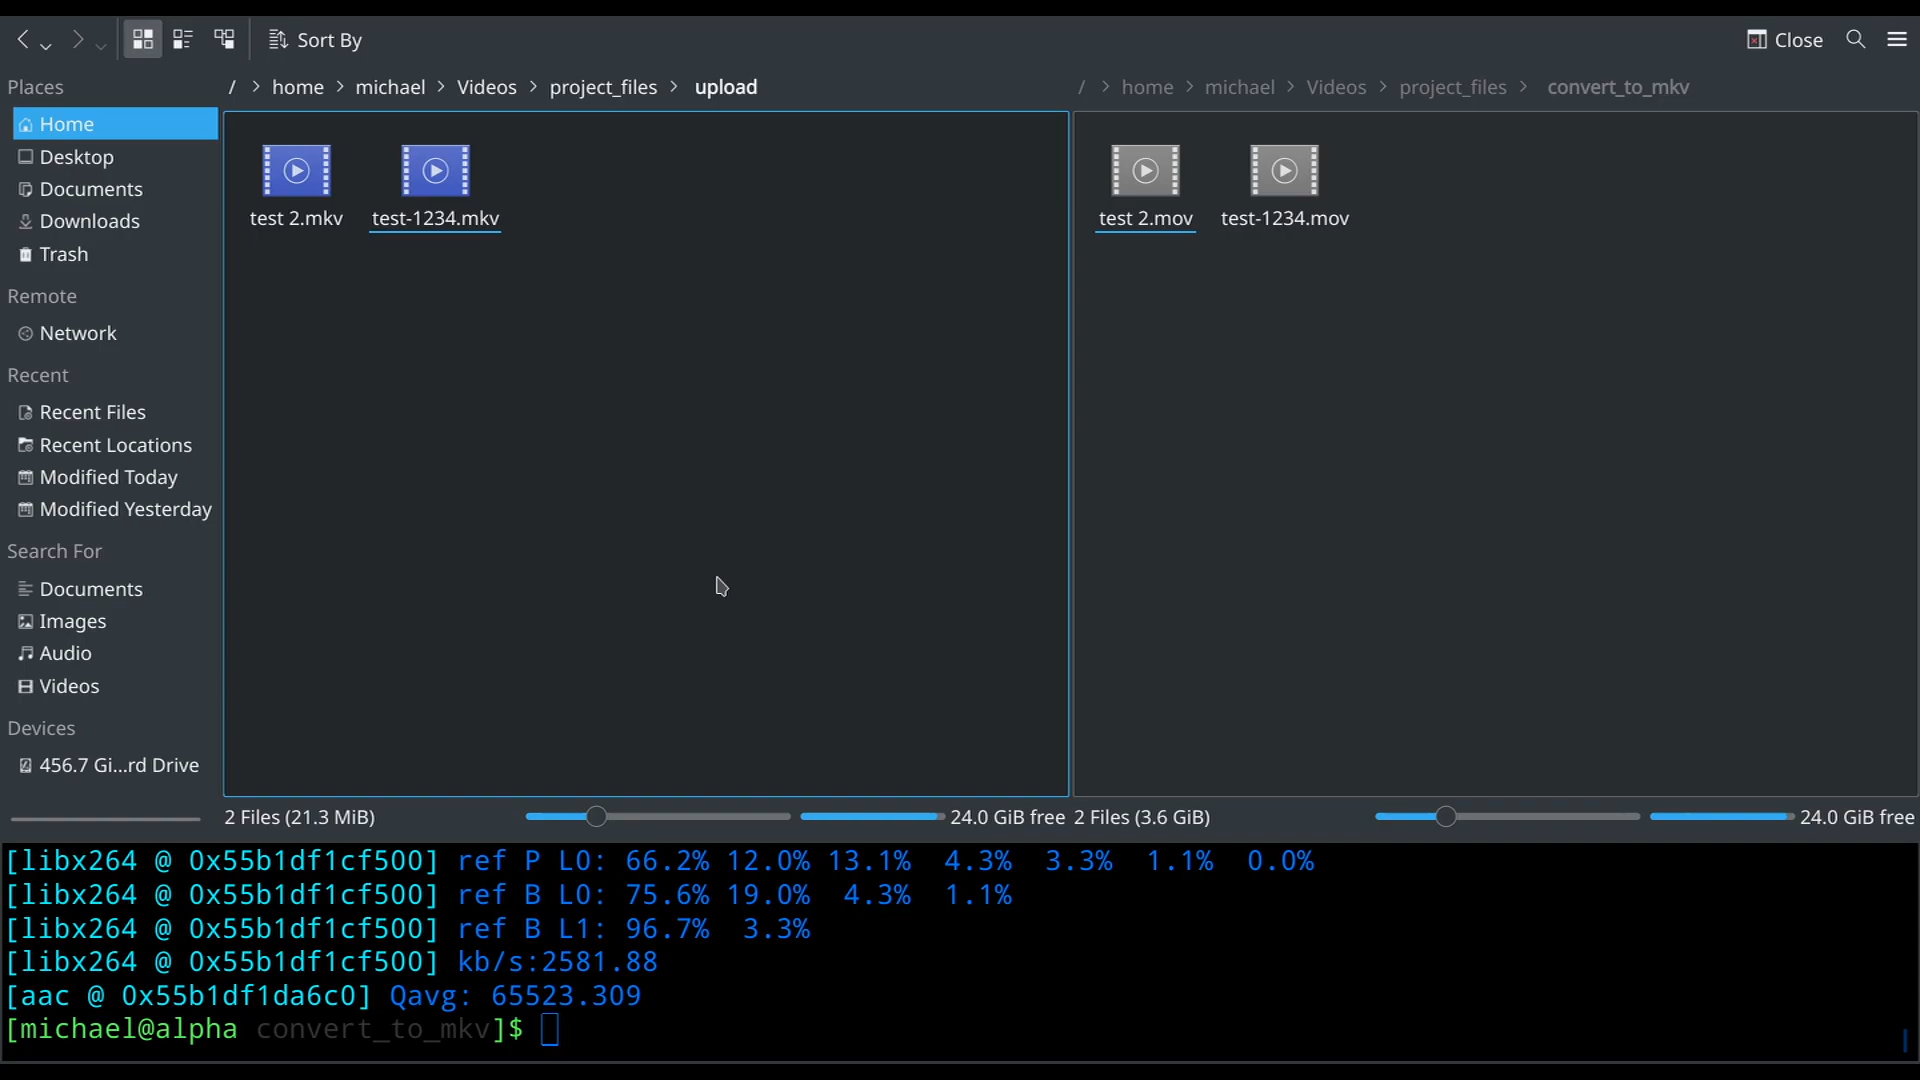 Sort By
Close
Places
Home
Desktop
Documents
Downloads
Trash
Remote
Network
Recent
Recent Files
Recent Locations
Modified Today
Modified Yesterday
Search For
Documents
Images
Audio
Videos
Devices
456.7 Gi...rd Drive
/ > home > michael > Videos > project_files > upload
test 2.mkv
test-1234.mkv
2 Files (21.3 MiB)
24.0 GiB free
/ > home > michael > Videos > project_files > convert_to_mkv
test 2.mov
test-1234.mov
2 Files (3.6 GiB)
24.0 GiB free
[libx264 @ 0x55b1df1cf500] ref P L0: 66.2% 12.0% 13.1%  4.3%  3.3%  1.1%  0.0%
[libx264 @ 0x55b1df1cf500] ref B L0: 75.6% 19.0%  4.3%  1.1%
[libx264 @ 0x55b1df1cf500] ref B L1: 96.7%  3.3%
[libx264 @ 0x55b1df1cf500] kb/s:2581.88
[aac @ 0x55b1df1da6c0] Qavg: 65523.309
[michael@alpha convert_to_mkv]$